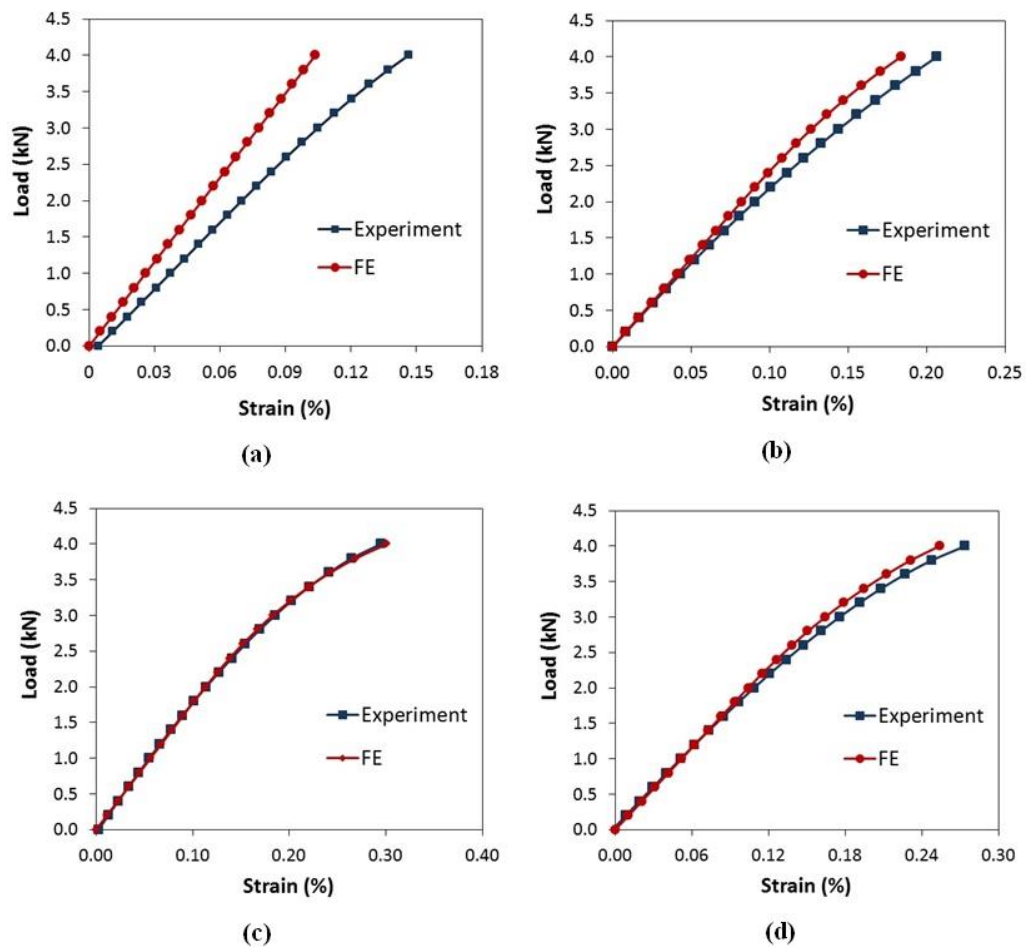 4.5
4.0
3.5
3.0
2.5
2.0
1.5
1.0
0.5
0.0
Load (kN)
Experiment
FE
0 0.03 0.06 0.09 0.12 0.15 0.18
Strain (%)
(a)
4.5
4.0
3.5
3.0
2.5
2.0
1.5
1.0
0.5
0.0
Load (kN)
Experiment
FE
0.00 0.05 0.10 0.15 0.20 0.25
Strain (%)
(b)
4.5
4.0
3.5
3.0
2.5
2.0
1.5
1.0
0.5
0.0
Load (kN)
Experiment
FE
0.00 0.10 0.20 0.30 0.40
Strain (%)
(c)
4.5
4.0
3.5
3.0
2.5
2.0
1.5
1.0
0.5
0.0
Load (kN)
Experiment
FE
0.00 0.06 0.12 0.18 0.24 0.30
Strain (%)
(d)